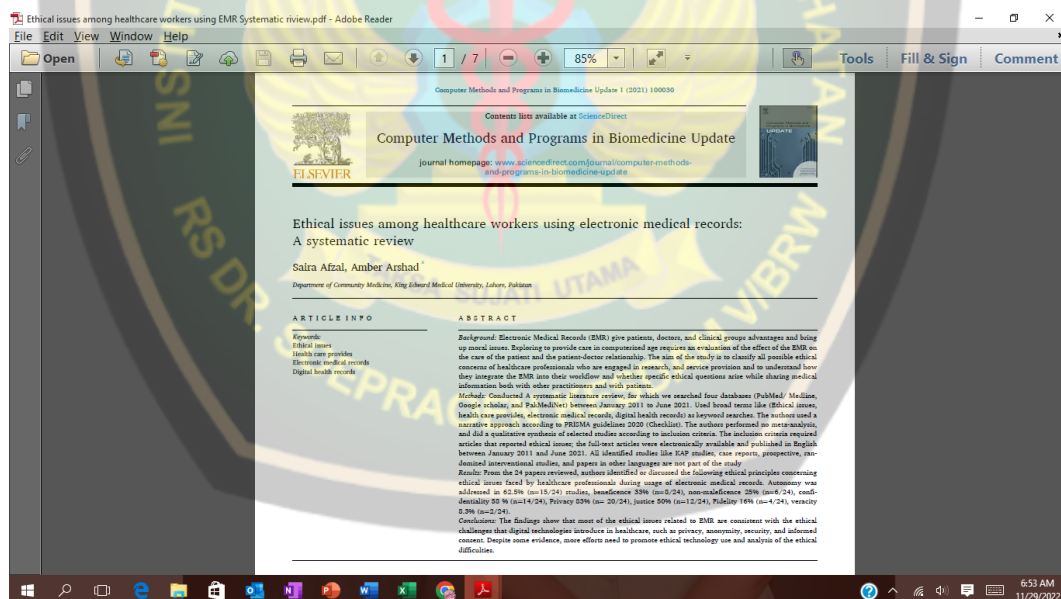 Ethical issues among healthcare workers using EMR Systematic riview.pdf - Adobe Reader
File Edit View Window Help
Open 1 / 7 85% Tools Fill & Sign Comment
Computer Methods and Programs in Biomedicine Update 1 (2021) 100030
Contents lists available at ScienceDirect
Computer Methods and Programs in Biomedicine Update
journal homepage: www.sciencedirect.com/journal/computer-methods-
and-programs-in-biomedicine-update
ELSEVIER
UPDATE
Ethical issues among healthcare workers using electronic medical records:
A systematic review
Saira Afzal, Amber Arshad *
Department of Community Medicine, King Edward Medical University, Lahore, Pakistan
ARTICLE INFO
Keywords:
Ethical issues
Health care provides
Electronic medical records
Digital health records
ABSTRACT
Background: Electronic Medical Records (EMR) give patients, doctors, and clinical groups advantages and bring
up moral issues. Exploring to provide care in computerized age requires an evaluation of the effect of the EMR on
the care of the patient and the patient-doctor relationship. The aim of the study is to classify all possible ethical
concerns of healthcare professionals who are engaged in research, and service provision and to understand how
they integrate the EMR into their workflow and whether specific ethical questions arise while sharing medical
information both with other practitioners and with patients.
Methods: Conducted A systematic literature review, for which we searched four databases (PubMed/ Medline,
Google scholar, and PakMediNet) between January 2011 to June 2021. Used broad terms like (Ethical issues,
health care provides, electronic medical records, digital health records) as keyword searches. The authors used a
narrative approach according to PRISMA guidelines 2020 (Checklist). The authors performed no meta-analysis,
and did a qualitative synthesis of selected studies according to inclusion criteria. The inclusion criteria required
articles that reported ethical issues; the full-text articles were electronically available and published in English
between January 2011 and June 2021. All identified studies like KAP studies, case reports, prospective, ran-
domised interventional studies, and papers in other languages are not part of the study
Results: From the 24 papers reviewed, authors identified or discussed the following ethical principles concerning
ethical issues faced by healthcare professionals during usage of electronic medical records. Autonomy was
addressed in 62.5% (n=15/24) studies, beneficence 33% (n=8/24), non-maleficence 25% (n=6/24), confi-
dentiality 58 % (n=14/24), Privacy 83% (n= 20/24), justice 50% (n=12/24), Fidelity 16% (n=4/24), veracity
8.3% (n=2/24).
Conclusions: The findings show that most of the ethical issues related to EMR are consistent with the ethical
challenges that digital technologies introduce in healthcare, such as privacy, anonymity, security, and informed
consent. Despite some evidence, more efforts need to promote ethical technology use and analysis of the ethical
difficulties.
RS DR.
TAKSA SUJATI UTAMA
6:53 AM